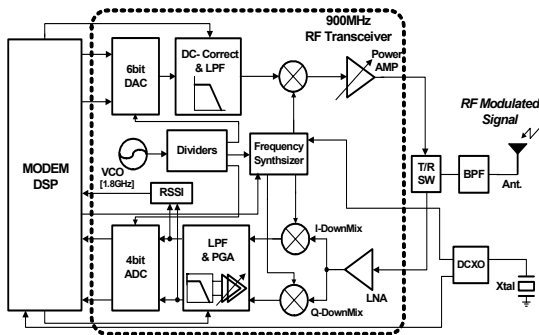 900MHz
RF Transceiver
Power
AMP
6bit
DAC
DC- Correct
& LPF
RF Modulated
Signal
MODEM
DSP
VCO
[1.8GHz]
Dividers
Frequency
Synthsizer
T/R
SW
BPF
Ant.
RSSI
4bit
ADC
LPF
& PGA
I-DownMix
Q-DownMix
LNA
DCXO
Xtal